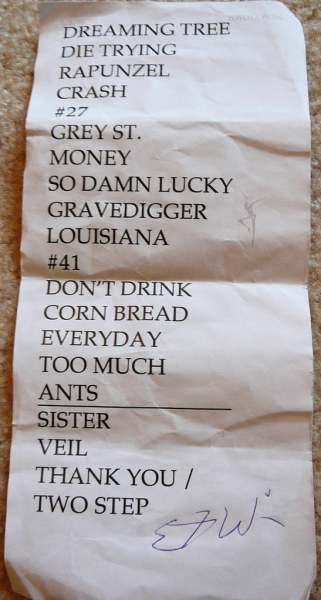 DREAMING TREE
DIE TRYING
RAPUNZEL
CRASH
#27
GREY ST.
MONEY
SO DAMN LUCKY
GRAVEDIGGER
LOUISIANA
#41
DON'T DRINK
CORN BREAD
EVERYDAY
TOO MUCH
ANTS
SISTER
VEIL
THANK YOU /
TWO STEP